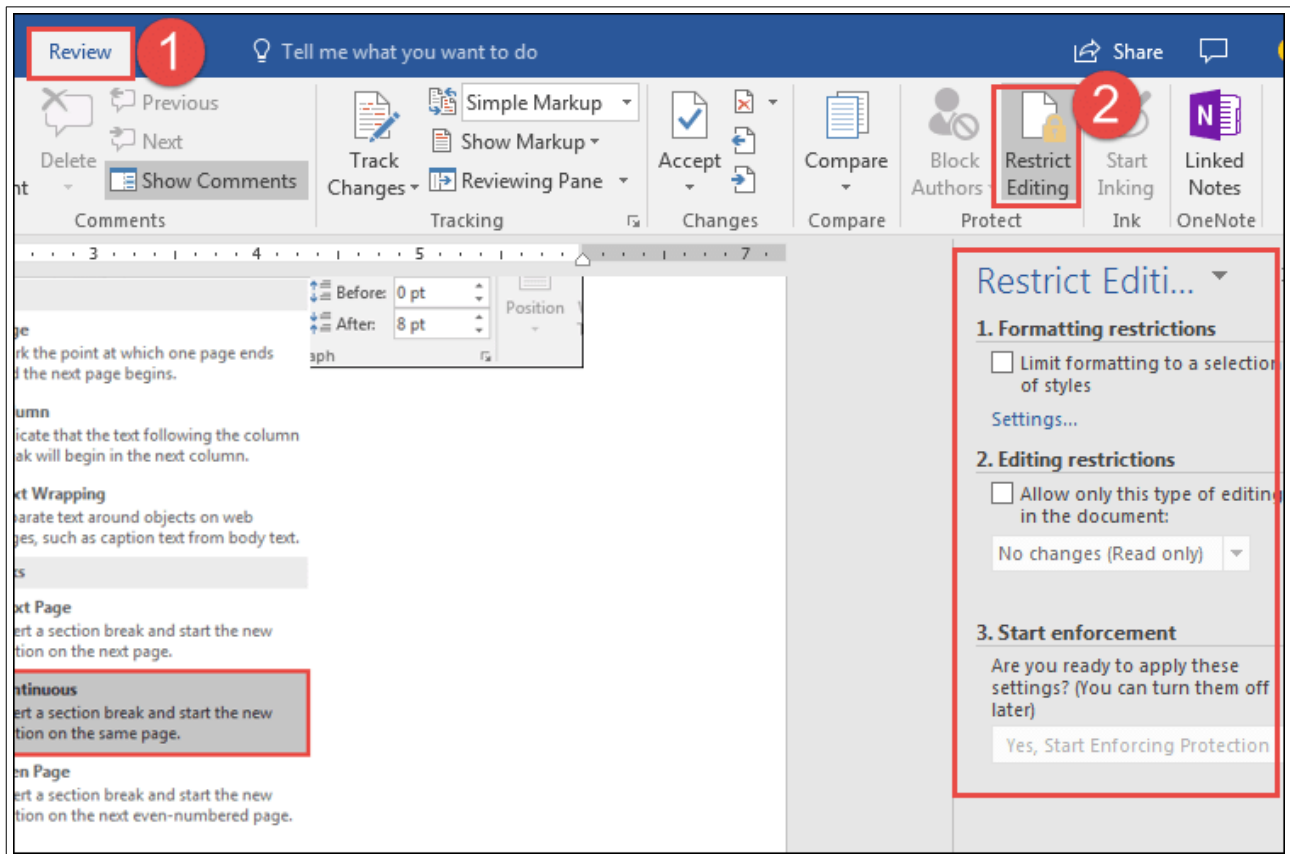 Review
1
Tell me what you want to do
Share
Previous
Next
Delete
Show Comments
Comments
Track
Changes
Simple Markup
Show Markup
Reviewing Pane
Tracking
Accept
Changes
Compare
Compare
Block
Authors
Restrict
Editing
Protect
2
Start
Inking
Ink
N
Linked
Notes
OneNote
3 4 5 7
Before: 0 pt
After: 8 pt
Position
rk the point at which one page ends
the next page begins.
icate that the text following the column
ak will begin in the next column.
xt Wrapping
parate text around objects on web
ges, such as caption text from body text.
xt Page
ert a section break and start the new
tion on the next page.
ntinuous
ert a section break and start the new
tion on the same page.
en Page
ert a section break and start the new
tion on the next even-numbered page.
Restrict Editi...
1. Formatting restrictions
Limit formatting to a selection
of styles
Settings...
2. Editing restrictions
Allow only this type of editing
in the document:
No changes (Read only)
3. Start enforcement
Are you ready to apply these
settings? (You can turn them off
later)
Yes, Start Enforcing Protection